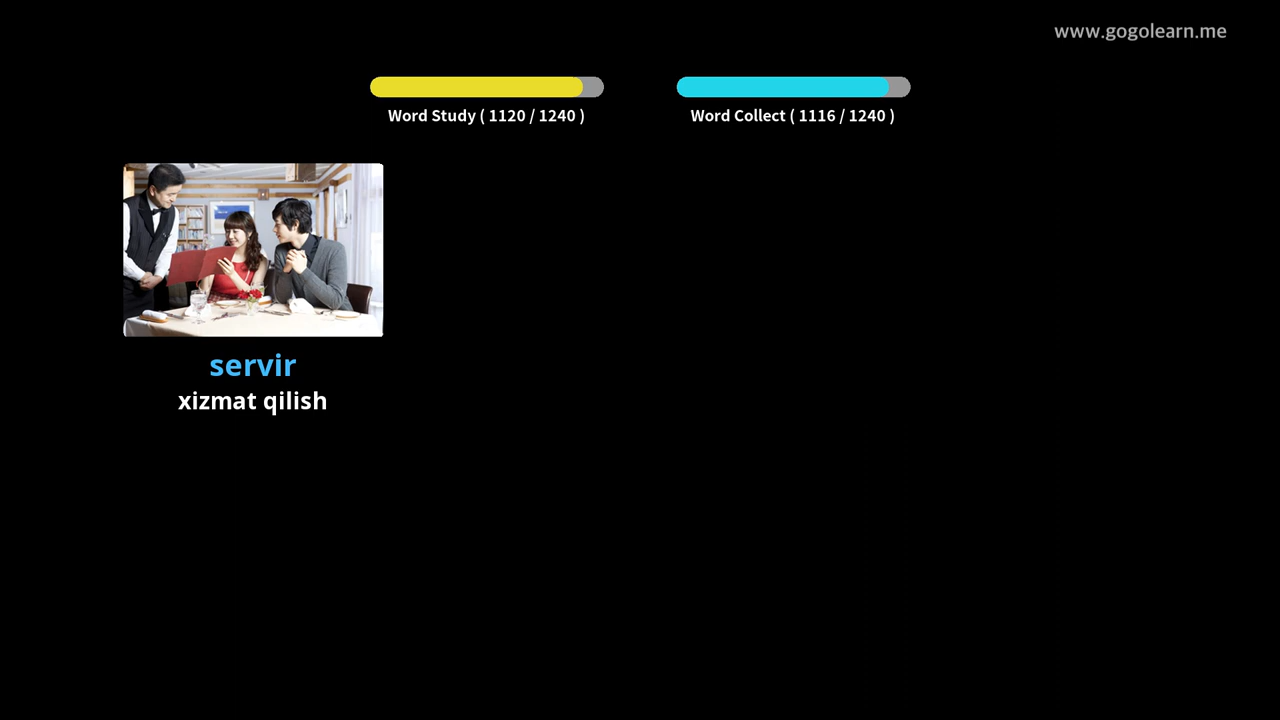 www.gogolearn.me
Word Study ( 1120 / 1240 )
Word Collect ( 1116 / 1240 )
servir
xizmat qilish